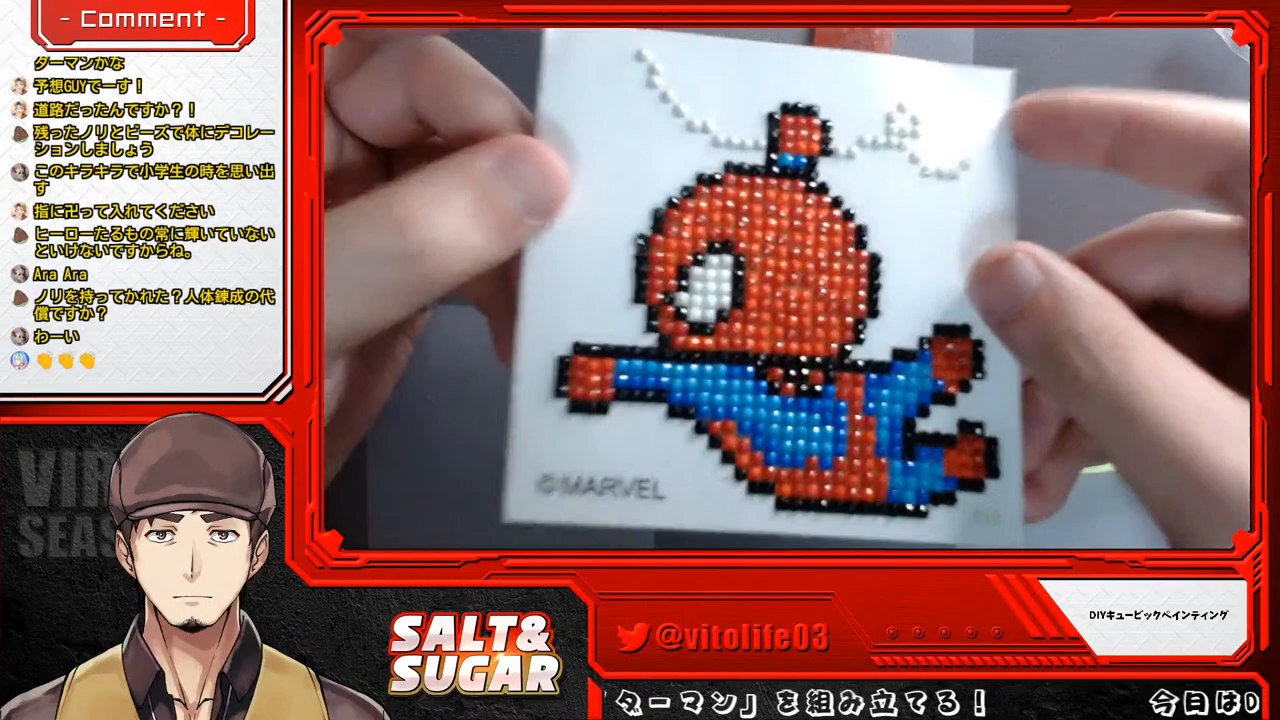 - Comment -
ターマンかな
予想GUYでーす！
道路だったんですか？！
残ったノリとビーズで体にデコレー
ションしましょう
このキラキラで小学生の時を思い出
す
指に卍って入れてください
ヒーローたるもの常に輝いていない
といけないですからね。
Ara Ara
ノリを持ってかれた？人体錬成の代
償ですか？
わーい
👏👏👏
©MARVEL
VIR
SEAS
SALT&
SUGAR
@vitolife03
DIYキュービックペインティング
ターマン」を組み立てる！ 今日はD